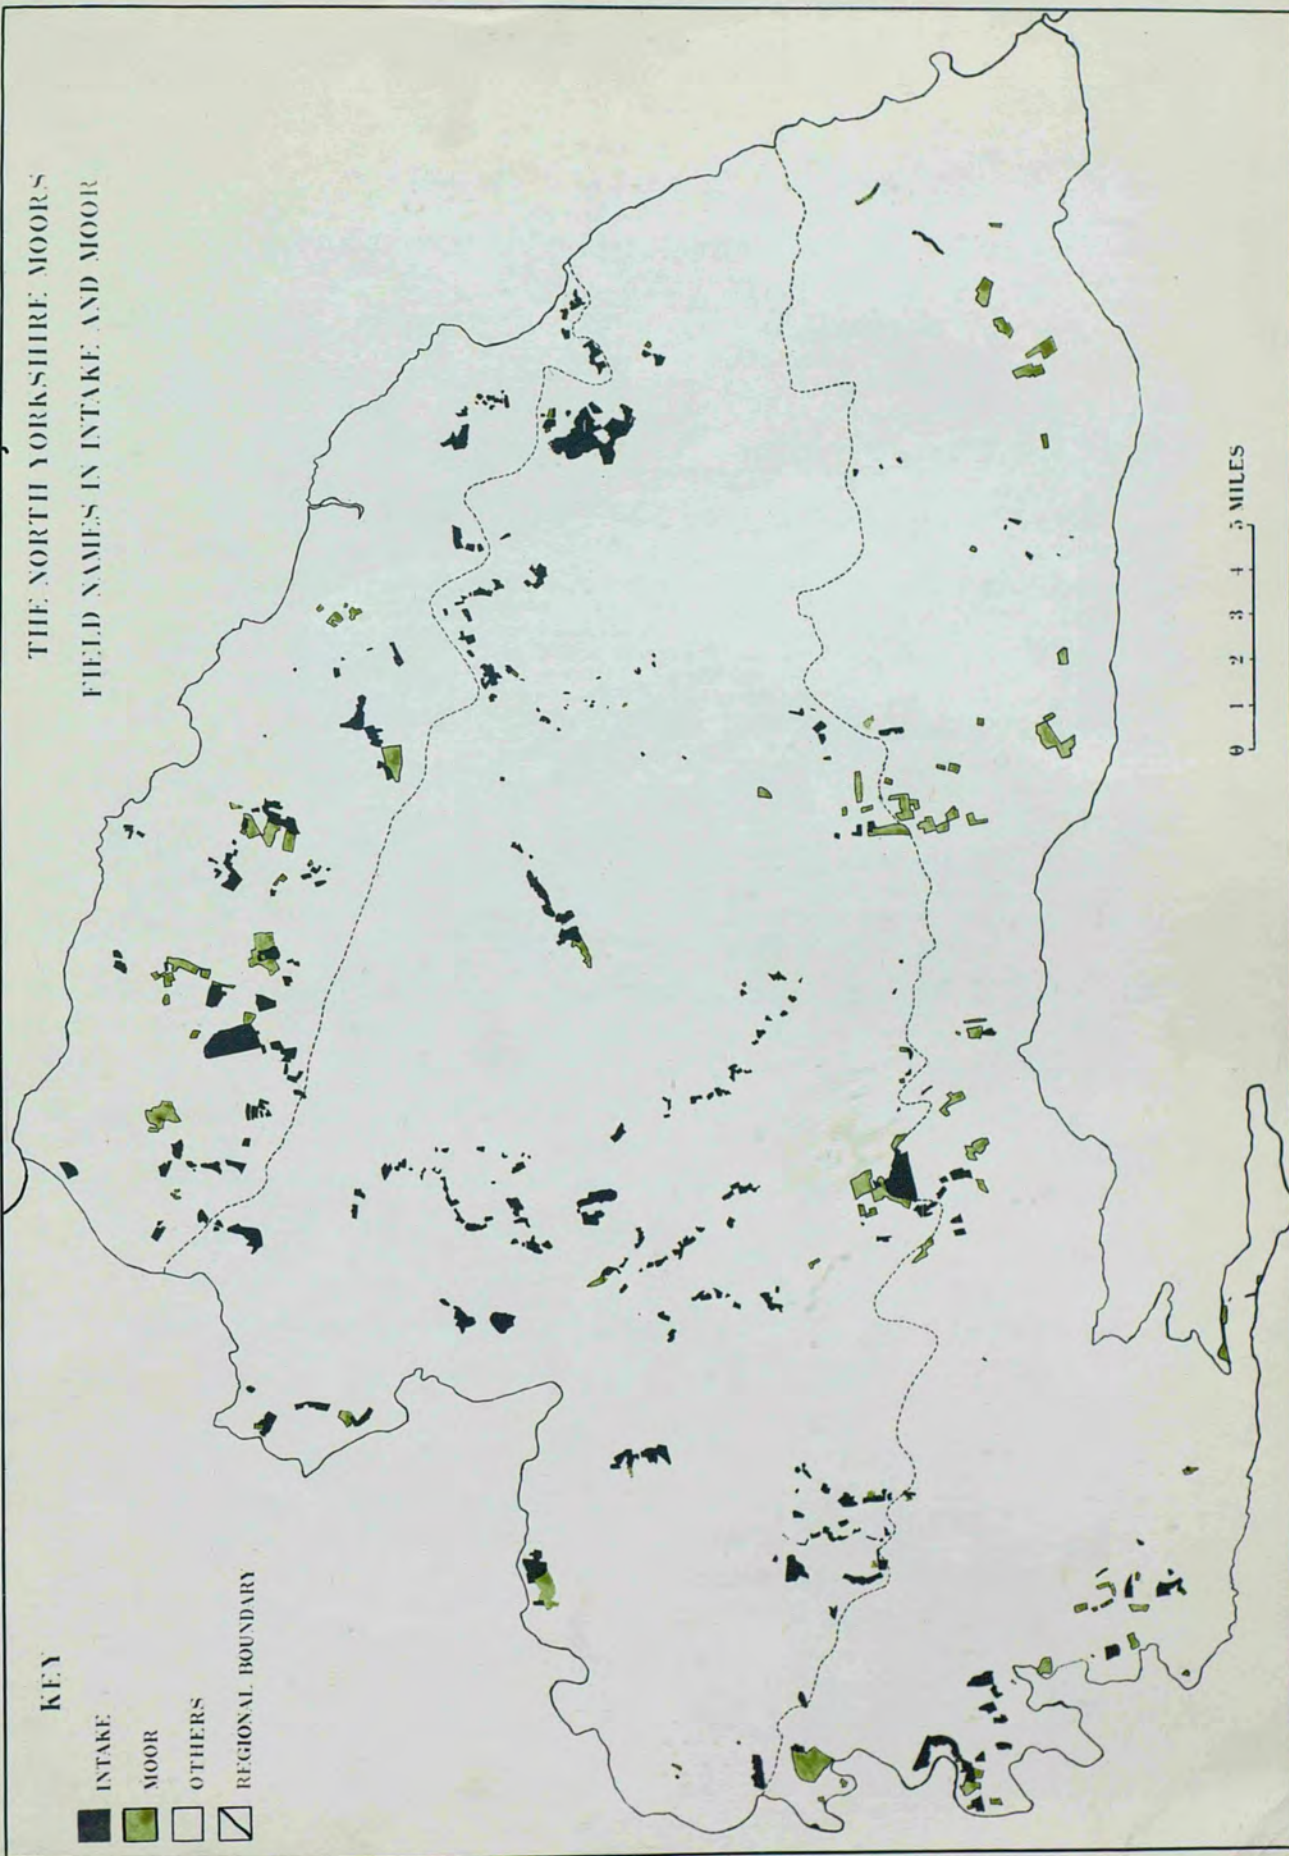 THE NORTH YORKSHIRE MOORS
FIELD NAMES IN INTAKE AND MOOR
KEY
INTAKE
MOOR
OTHERS
REGIONAL BOUNDARY
0 1 2 3 4 5 MILES